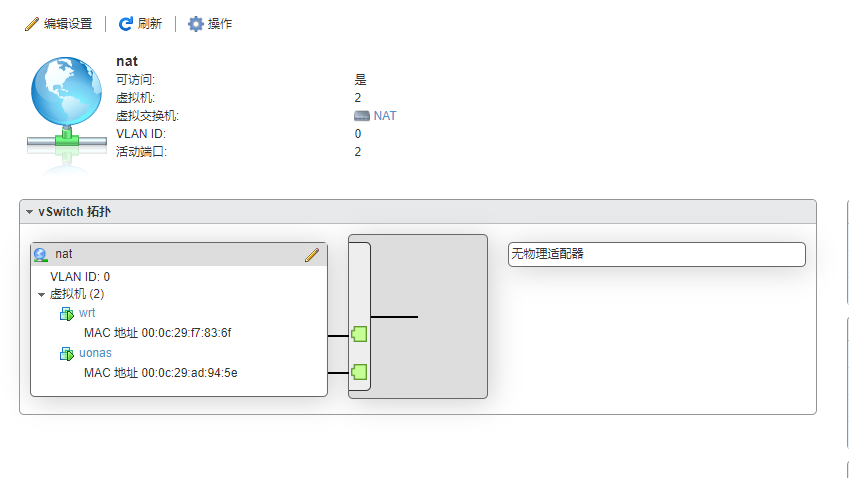 编辑设置 刷新 操作
nat
可访问: 是
虚拟机: 2
虚拟交换机: NAT
VLAN ID: 0
活动端口: 2
vSwitch 拓扑
nat
无物理适配器
VLAN ID: 0
虚拟机 (2)
wrt
MAC 地址 00:0c:29:f7:83:6f
uonas
MAC 地址 00:0c:29:ad:94:5e